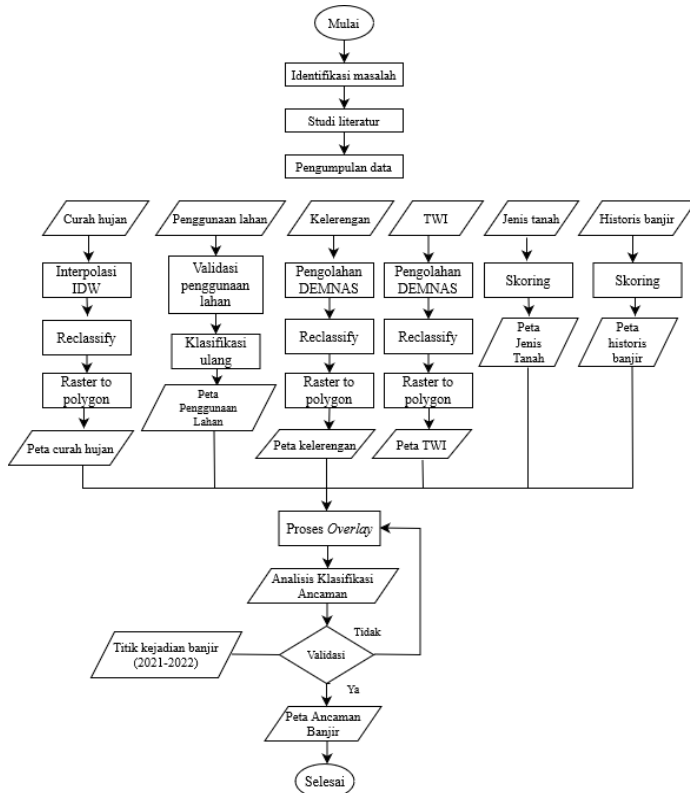 Mulai
Identifikasi masalah
Studi literatur
Pengumpulan data
Curah hujan
Penggunaan lahan
Kelerengan
TWI
Jenis tanah
Historis banjir
Interpolasi
IDW
Validasi
penggunaan
lahan
Pengolahan
DEMNAS
Pengolahan
DEMNAS
Skoring
Skoring
Reclassify
Klasifikasi
ulang
Reclassify
Reclassify
Peta
Jenis
Tanah
Peta
historis
banjir
Raster to
polygon
Peta
Penggunaan
Lahan
Raster to
polygon
Raster to
polygon
Peta curah hujan
Peta kelerengan
Peta TWI
Proses Overlay
Analisis Klasifikasi
Ancaman
Tidak
Titik kejadian banjir
(2021-2022)
Validasi
Ya
Peta Ancaman
Banjir
Selesai